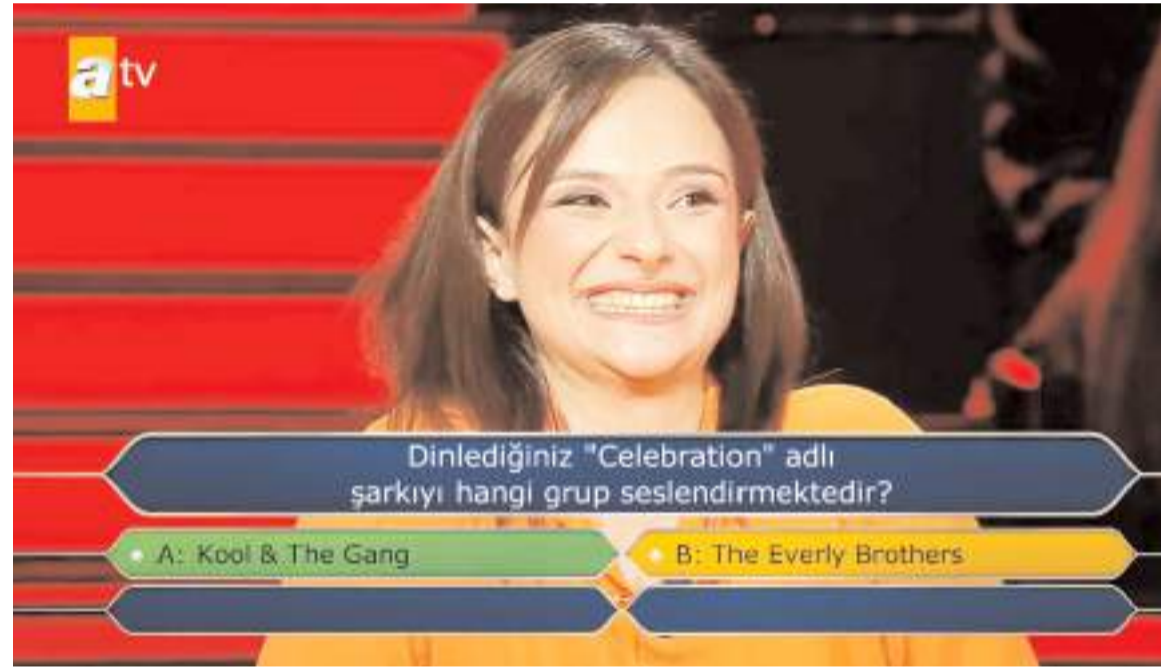 atv
Dinlediğiniz "Celebration" adlı
şarkıyı hangi grup seslendirmektedir?
A: Kool & The Gang
B: The Everly Brothers